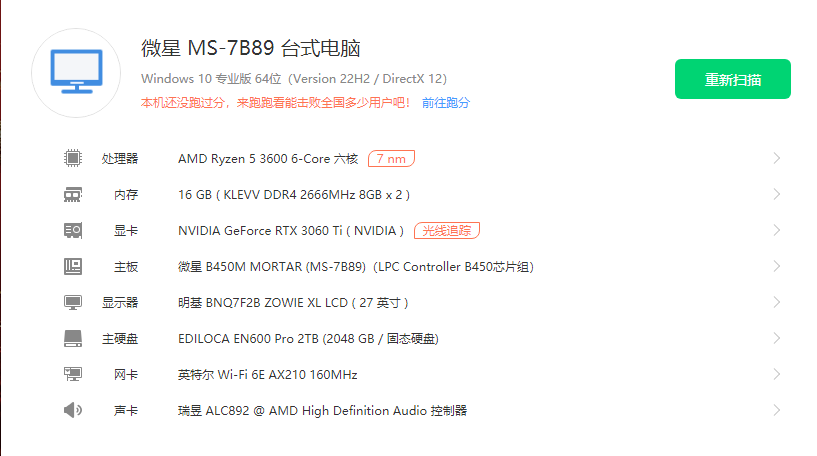 微星 MS-7B89 台式电脑
Windows 10 专业版 64位（Version 22H2 / DirectX 12）
本机还没跑过分，来跑跑看能击败全国多少用户吧！ 前往跑分
重新扫描
处理器 AMD Ryzen 5 3600 6-Core 六核 7 nm
内存 16 GB ( KLEVV DDR4 2666MHz 8GB x 2 )
显卡 NVIDIA GeForce RTX 3060 Ti ( NVIDIA ) 光线追踪
主板 微星 B450M MORTAR (MS-7B89)（LPC Controller B450芯片组）
显示器 明基 BNQ7F2B ZOWIE XL LCD ( 27 英寸 )
主硬盘 EDILOCA EN600 Pro 2TB (2048 GB / 固态硬盘)
网卡 英特尔 Wi-Fi 6E AX210 160MHz
声卡 瑞昱 ALC892 @ AMD High Definition Audio 控制器